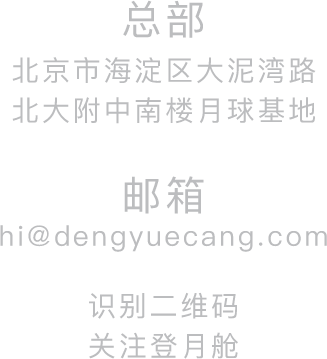 总部
北京市海淀区大泥湾路
北大附中南楼月球基地
邮箱
hi@dengyuecang.com
识别二维码
关注登月舱